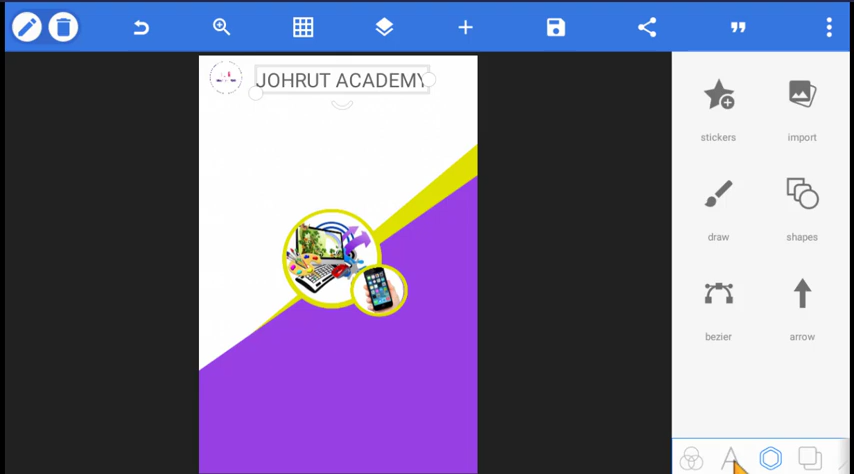 JOHRUT ACADEMY
stickers import
draw shapes
bezier arrow